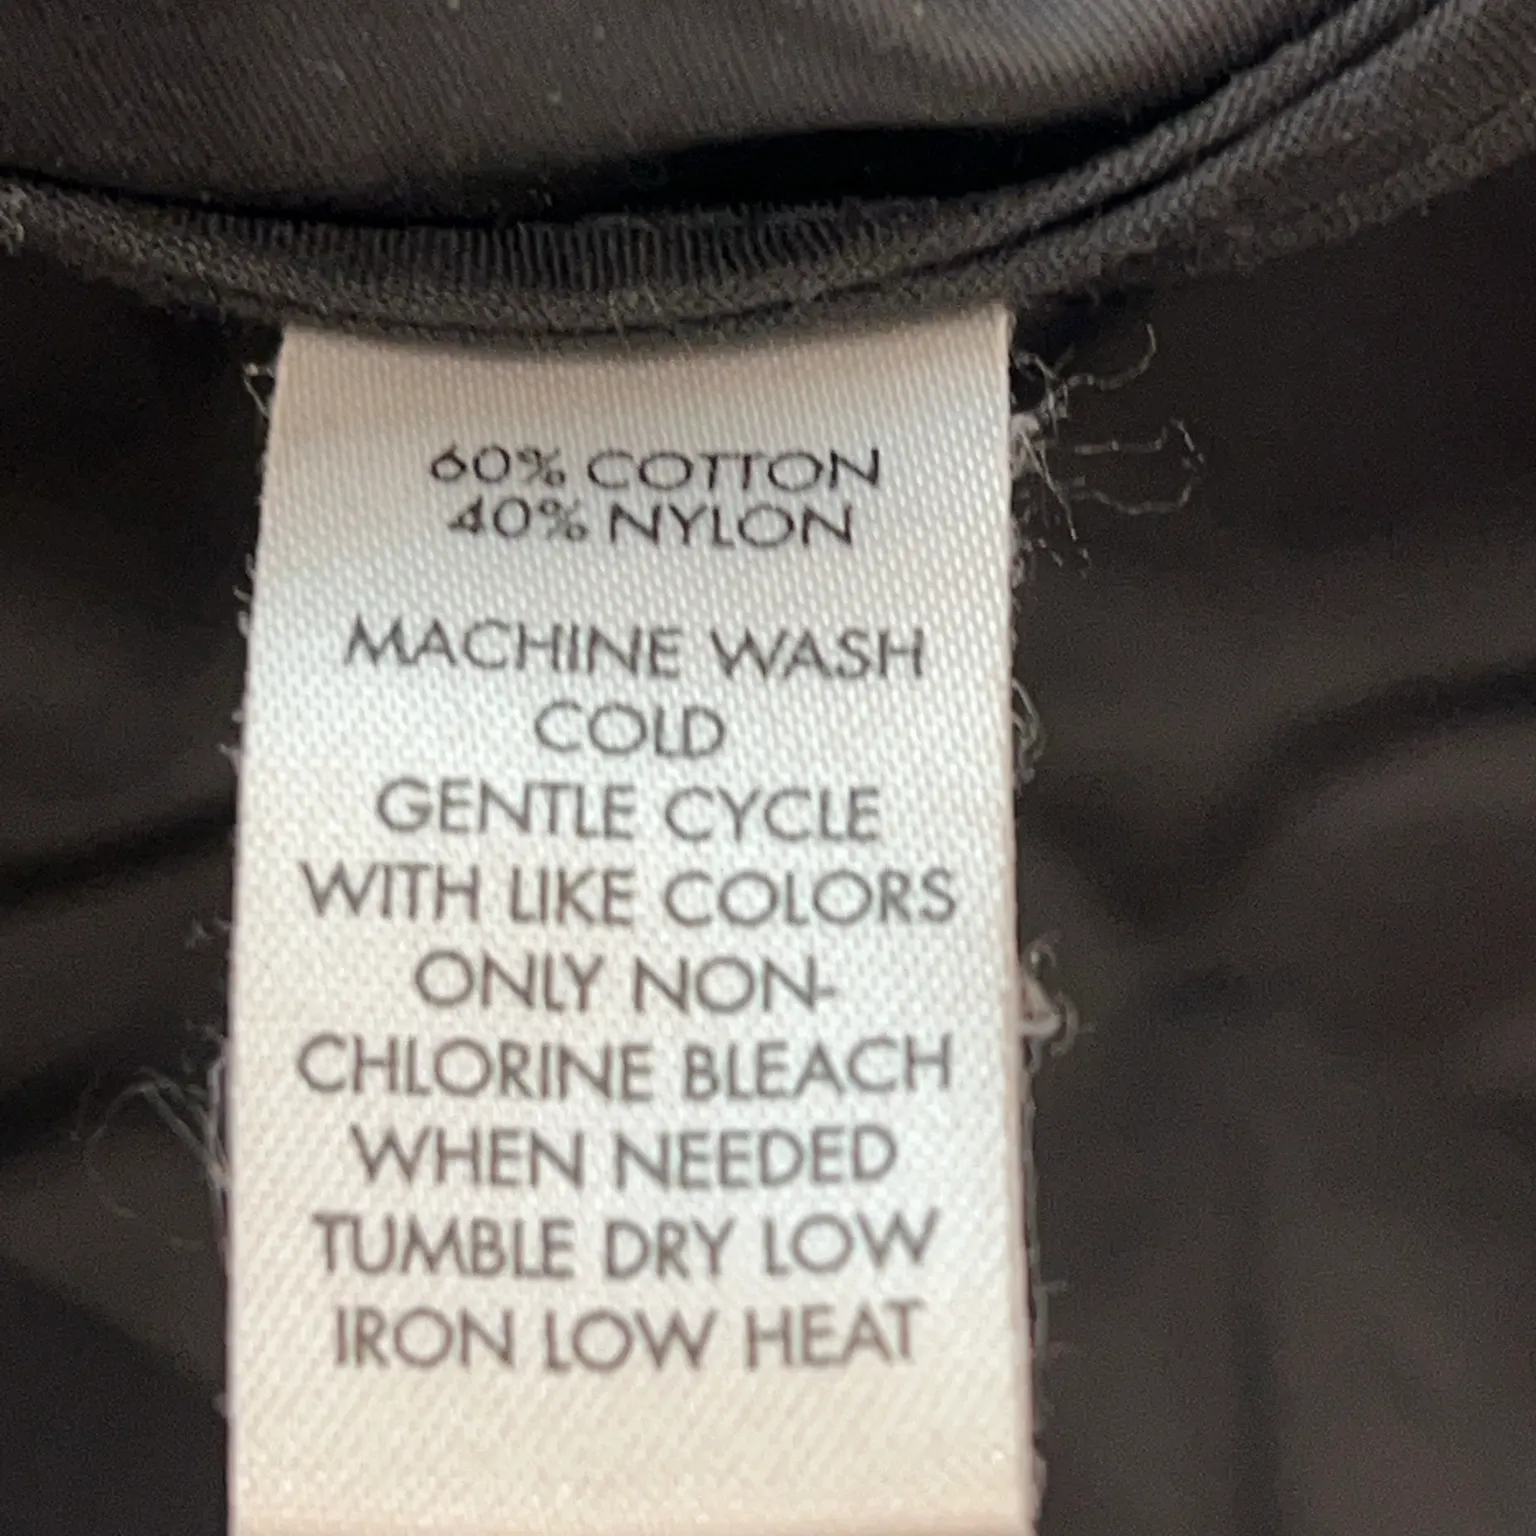 60% COTTON
40% NYLON
MACHINE WASH
COLD
GENTLE CYCLE
WITH LIKE COLORS
ONLY NON-
CHLORINE BLEACH
WHEN NEEDED
TUMBLE DRY LOW
IRON LOW HEAT